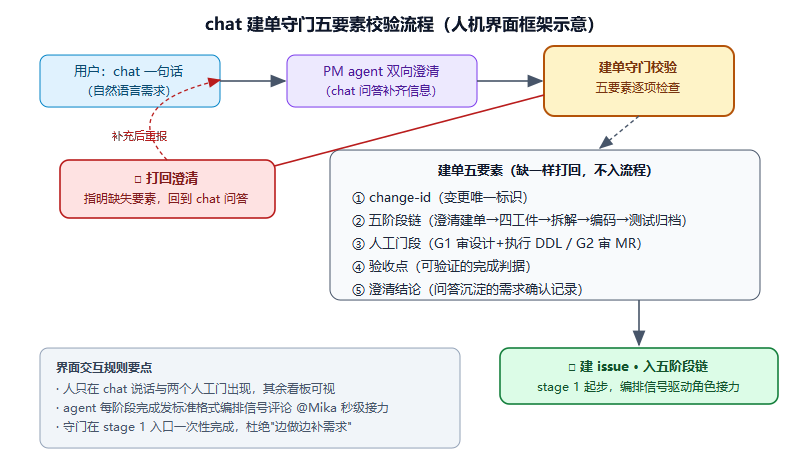 chat 建单守门五要素校验流程（人机界面框架示意）
用户：chat 一句话
（自然语言需求）
PM agent 双向澄清
（chat 问答补齐信息）
建单守门校验
五要素逐项检查
补充后重报
打回澄清
指明缺失要素，回到 chat 问答
建单五要素（缺一样打回，不入流程）
① change-id（变更唯一标识）
② 五阶段链（澄清建单→四工件→拆解→编码→测试归档）
③ 人工门段（G1 审设计+执行 DDL / G2 审 MR）
④ 验收点（可验证的完成判据）
⑤ 澄清结论（问答沉淀的需求确认记录）
建 issue · 入五阶段链
stage 1 起步，编排信号驱动角色接力
界面交互规则要点
· 人只在 chat 说话与两个人工门出现，其余看板可视
· agent 每阶段完成发标准格式编排信号评论 @Mika 秒级接力
· 守门在 stage 1 入口一次性完成，杜绝"边做边补需求"